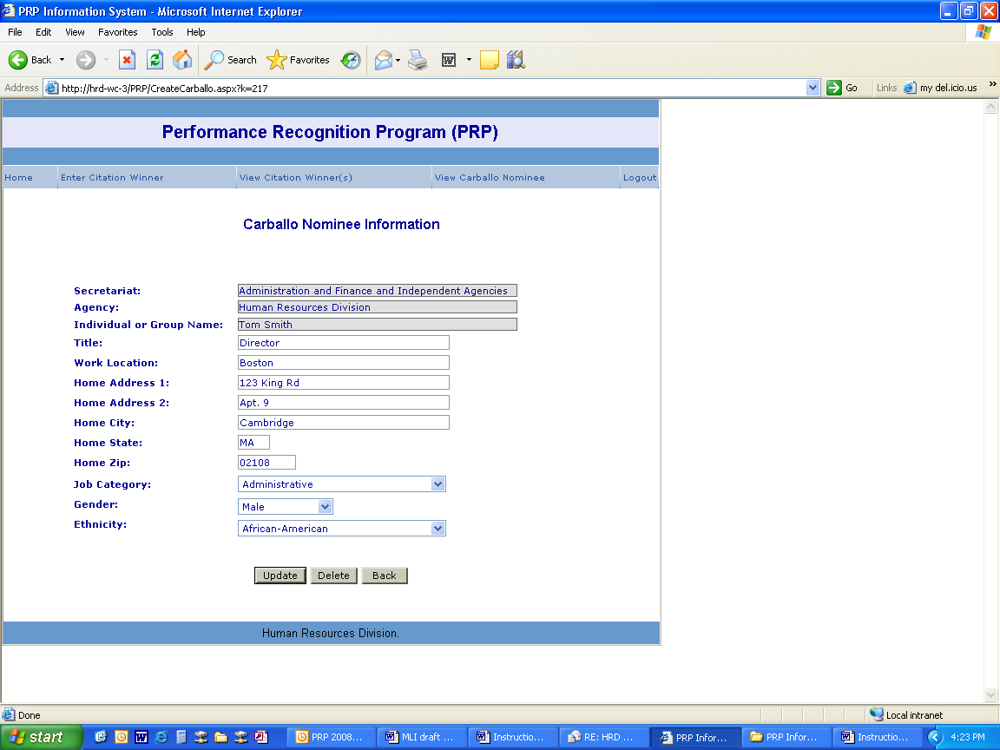 PRP Information System - Microsoft Internet Explorer
File Edit View Favorites Tools Help
Back Search Favorites
Address http://hrd-wc-3/PRP/CreateCarballo.aspx?k=217 Go Links my del.icio.us »
Performance Recognition Program (PRP)
Home Enter Citation Winner View Citation Winner(s) View Carballo Nominee Logout
Carballo Nominee Information
Secretariat: Administration and Finance and Independent Agencies
Agency: Human Resources Division
Individual or Group Name: Tom Smith
Title: Director
Work Location: Boston
Home Address 1: 123 King Rd
Home Address 2: Apt. 9
Home City: Cambridge
Home State: MA
Home Zip: 02108
Job Category: Administrative
Gender: Male
Ethnicity: African-American
Update Delete Back
Human Resources Division.
Done Local intranet
start PRP 2008... MLI draft ... Instructio... RE: HRD ... PRP Infor... PRP Infor... Instructio... 4:23 PM